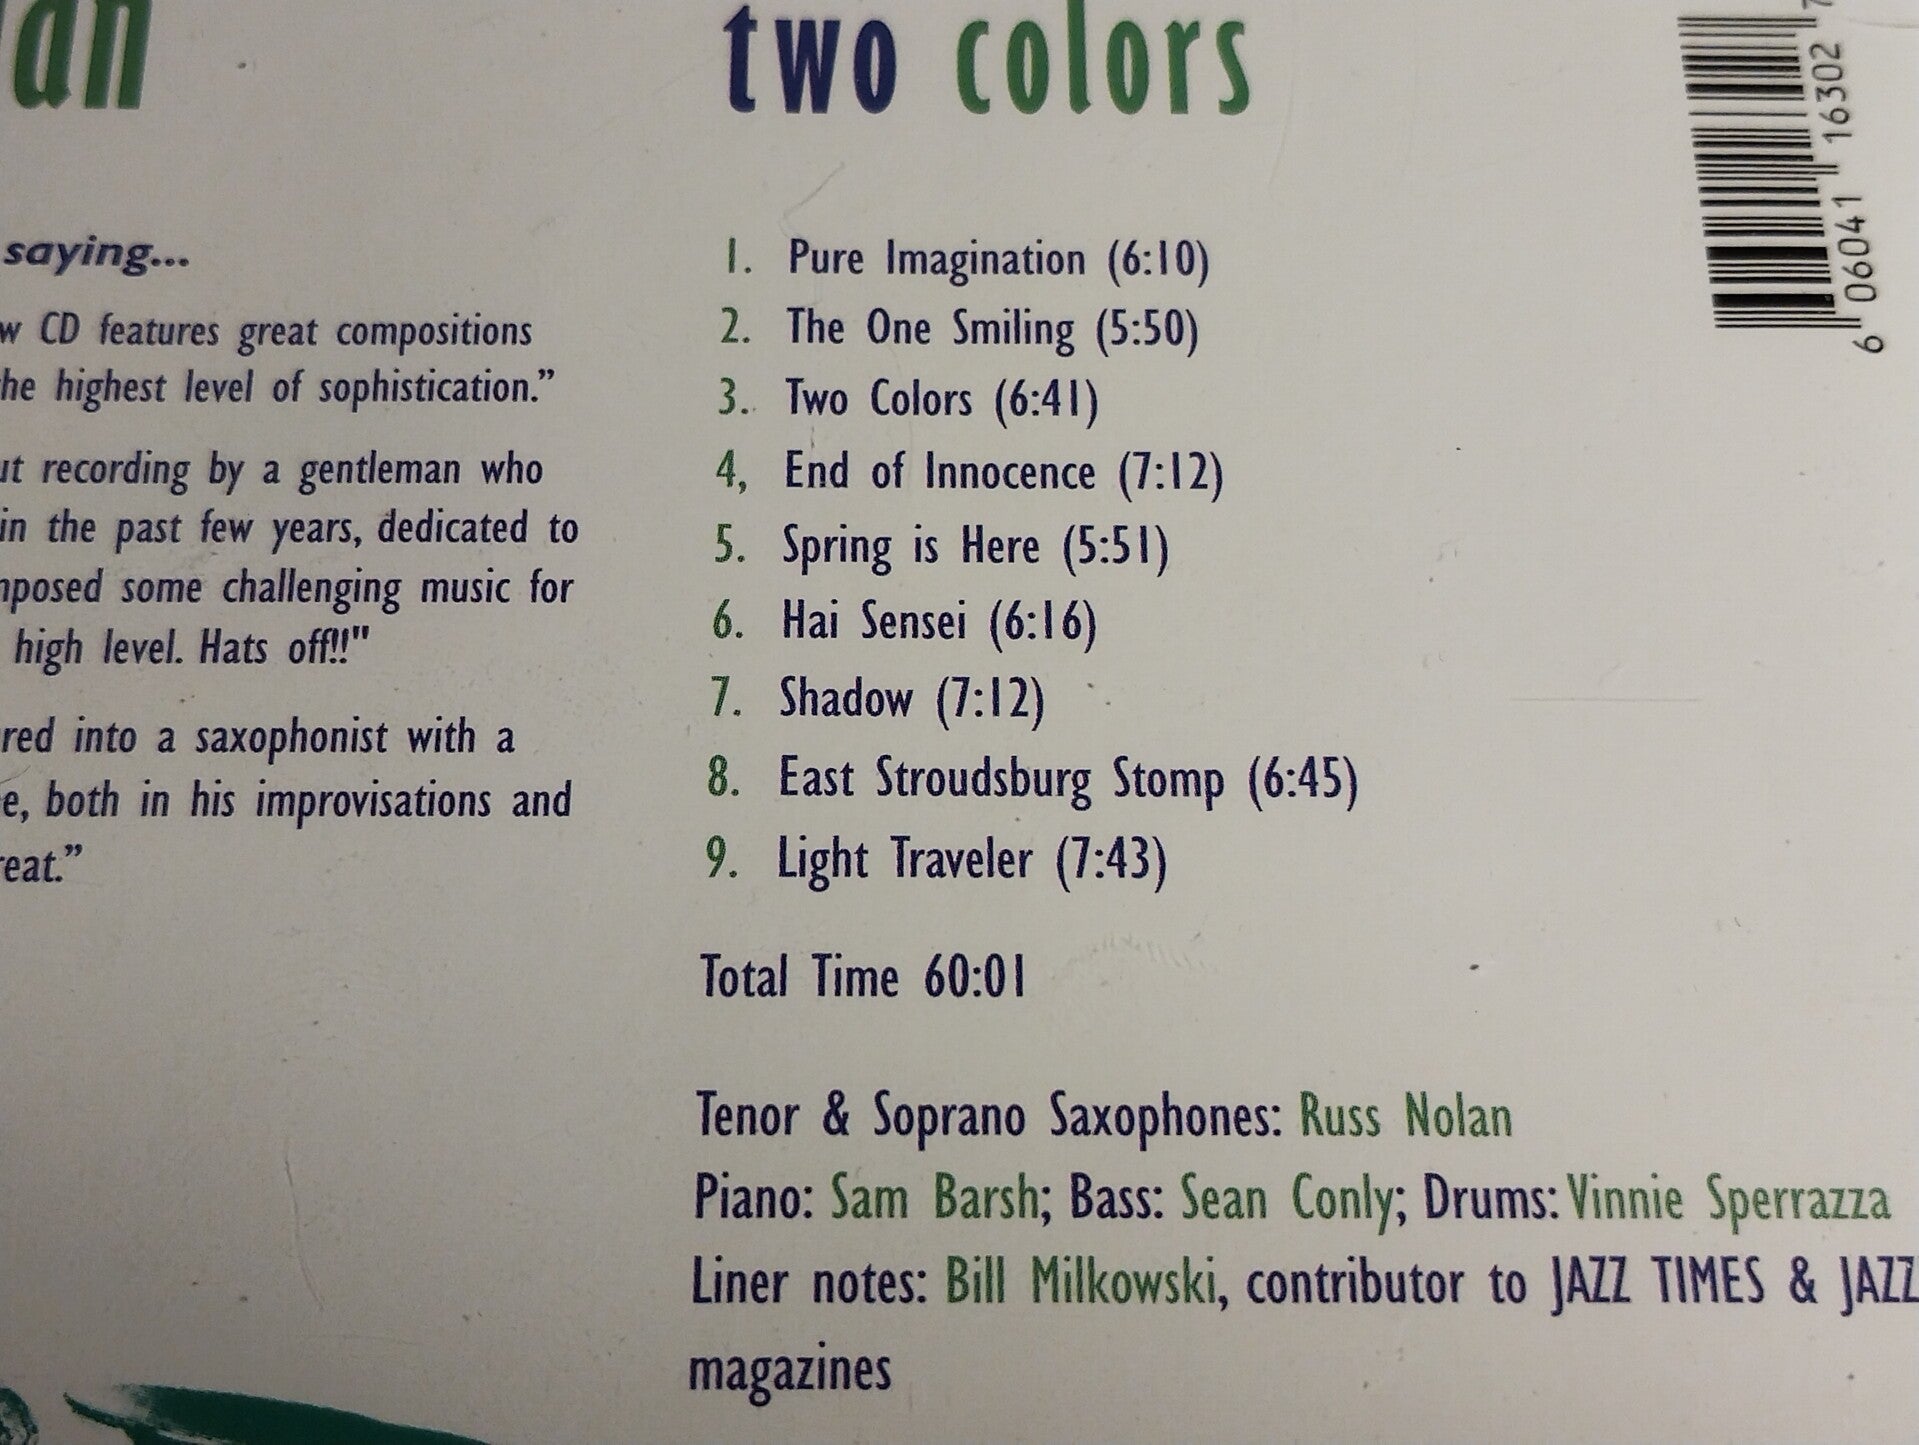 two colors
saying...
CD features great compositions
highest level of sophistication.”
recording by a gentleman who
in the past few years, dedicated to
some challenging music for
high level. Hats off!!"
into a saxophonist with a
both in his improvisations and
1. Pure Imagination (6:10)
2. The One Smiling (5:50)
3. Two Colors (6:41)
4, End of Innocence (7:12)
5. Spring is Here (5:51)
6. Hai Sensei (6:16)
7. Shadow (7:12)
8. East Stroudsburg Stomp (6:45)
9. Light Traveler (7:43)
Total Time 60:01
Tenor & Soprano Saxophones: Russ Nolan
Piano: Sam Barsh; Bass: Sean Conly; Drums: Vinnie Sperrazza
Liner notes: Bill Milkowski, contributor to JAZZ TIMES & JAZZ
magazines
6 06041 16302 7